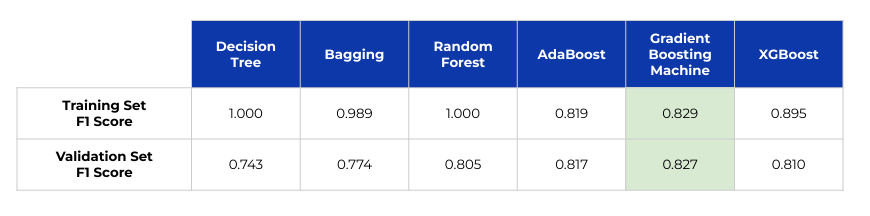 Decision Tree | Bagging | Random Forest | AdaBoost | Gradient Boosting Machine | XGBoost
Training Set F1 Score | 1.000 | 0.989 | 1.000 | 0.819 | 0.829 | 0.895
Validation Set F1 Score | 0.743 | 0.774 | 0.805 | 0.817 | 0.827 | 0.810